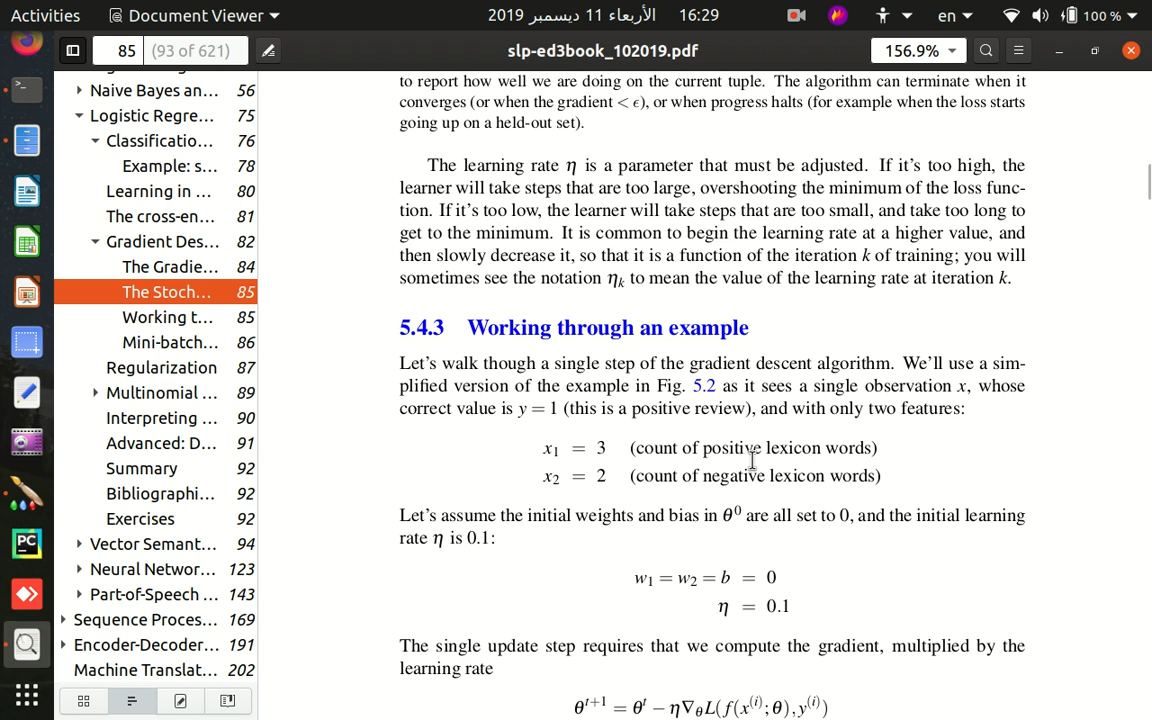 Activities
Document Viewer
الأربعاء 11 ديسمبر 2019 16:29
en
100 %
85 (93 of 621)
slp-ed3book_102019.pdf
156.9%
Naive Bayes an... 56
Logistic Regre... 75
Classificatio... 76
Example: s... 78
Learning in ... 80
The cross-en... 81
Gradient Des... 82
The Gradie... 84
The Stoch... 85
Working t... 85
Mini-batch... 86
Regularization 87
Multinomial ... 89
Interpreting ... 90
Advanced: D... 91
Summary 92
Bibliographi... 92
Exercises 92
Vector Semant... 94
Neural Networ... 123
Part-of-Speech ... 143
Sequence Proces... 169
Encoder-Decoder... 191
Machine Translat... 202
PC
to report how well we are doing on the current tuple. The algorithm can terminate when it
converges (or when the gradient < ϵ), or when progress halts (for example when the loss starts
going up on a held-out set).
The learning rate η is a parameter that must be adjusted. If it's too high, the
learner will take steps that are too large, overshooting the minimum of the loss func-
tion. If it's too low, the learner will take steps that are too small, and take too long to
get to the minimum. It is common to begin the learning rate at a higher value, and
then slowly decrease it, so that it is a function of the iteration k of training; you will
sometimes see the notation ηₖ to mean the value of the learning rate at iteration k.
5.4.3 Working through an example
Let's walk though a single step of the gradient descent algorithm. We'll use a sim-
plified version of the example in Fig. 5.2 as it sees a single observation x, whose
correct value is y = 1 (this is a positive review), and with only two features:
x₁ = 3 (count of positive lexicon words)
x₂ = 2 (count of negative lexicon words)
Let's assume the initial weights and bias in θ⁰ are all set to 0, and the initial learning
rate η is 0.1:
w₁ = w₂ = b = 0
η = 0.1
The single update step requires that we compute the gradient, multiplied by the
learning rate
θᵗ⁺¹ = θᵗ − η∇_θL(f(x⁽ⁱ⁾;θ),y⁽ⁱ⁾)